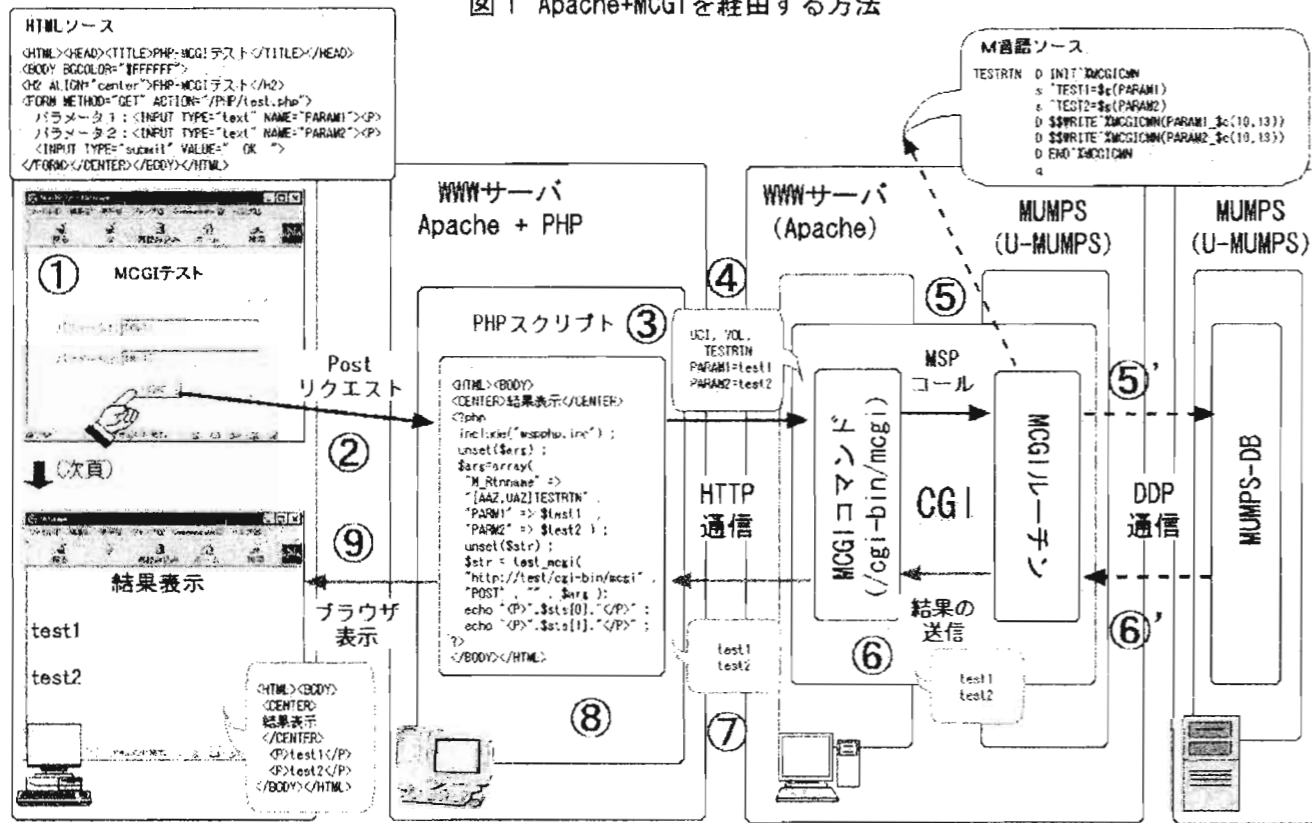 図 1 Apache+MCGIを経由する方法
HTMLソース
<HTML><HEAD><TITLE>PHP-MCGIテスト</TITLE></HEAD>
<BODY BGCOLOR="#FFFFFF">
<H2 ALIGN="center">PHP-MCGIテスト</H2>
<FORM METHOD="GET" ACTION="/PHP/test.php">
パラメータ１：<INPUT TYPE="text" NAME="PARAM1"><P>
パラメータ２：<INPUT TYPE="text" NAME="PARAM2"><P>
<INPUT TYPE="submit" VALUE=" OK ">
</FORM></CENTER></BODY></HTML>
M言語ソース
TESTRTN D INIT^%MCGICMN
s ^TEST1=$s(PARAM1)
s ^TEST2=$s(PARAM2)
D $$WRITE^%MCGICMN(PARAM1_$c(10,13))
D $$WRITE^%MCGICMN(PARAM2_$c(10,13))
D END^%MCGICMN
q
①
MCGIテスト
Post
リクエスト
②
(次頁)
⑨
結果表示
ブラウザ
表示
test1
test2
<HTML><BODY>
<CENTER>
結果表示
</CENTER>
<P>test1</P>
<P>test2</P>
</BODY></HTML>
WWWサーバ
Apache + PHP
PHPスクリプト
③
<HTML><BODY>
<CENTER>結果表示</CENTER>
<?php
include("mspphp.inc") ;
unset($arg) ;
$arg=array(
"M_Rtnname" =>
"[AAZ,UAZ]TESTRTN" ,
"PARM1" => $test1 ,
"PARM2" => $test2 ) ;
unset($str) ;
$str = test_mcgi(
"http://test/cgi-bin/mcgi" ,
"POST" , "" , $arg );
echo "<P>".$sts[0]."</P>" ;
echo "<P>".$sts[1]."</P>" ;
?>
</BODY></HTML>
⑧
④
UCI, VOL,
TESTRTN
PARAM1=test1
PARAM2=test2
HTTP
通信
test1
test2
⑦
WWWサーバ
(Apache)
MCGIコマンド
(/cgi-bin/mcgi)
⑤
MSP
コール
CGI
結果の
送信
⑥
test1
test2
MUMPS
(U-MUMPS)
MCGIルーチン
⑤'
DDP
通信
⑥'
MUMPS
(U-MUMPS)
MUMPS-DB